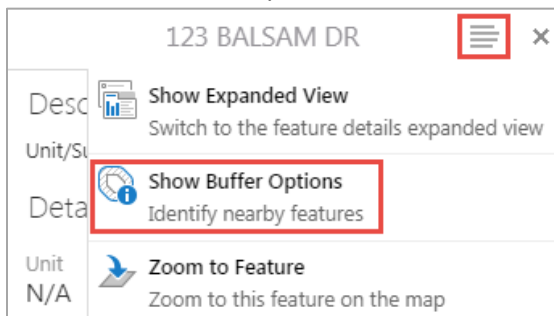 123 BALSAM DR
Desc
Show Expanded View
Switch to the feature details expanded view
Unit/Su
Show Buffer Options
Identify nearby features
Deta
Unit
Zoom to Feature
N/A
Zoom to this feature on the map